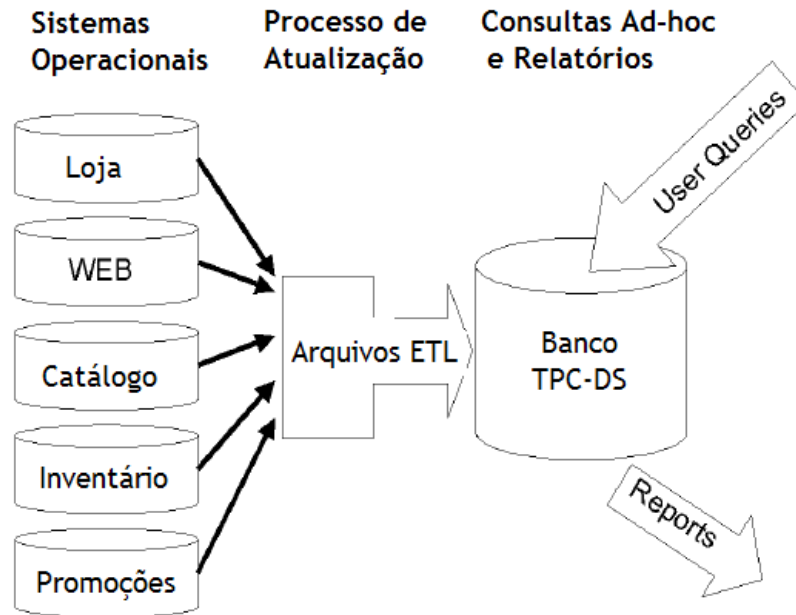 Sistemas
Operacionais
Processo de
Atualização
Consultas Ad-hoc
e Relatórios
Loja
WEB
Catálogo
Inventário
Promoções
Arquivos ETL
User Queries
Banco
TPC-DS
Reports